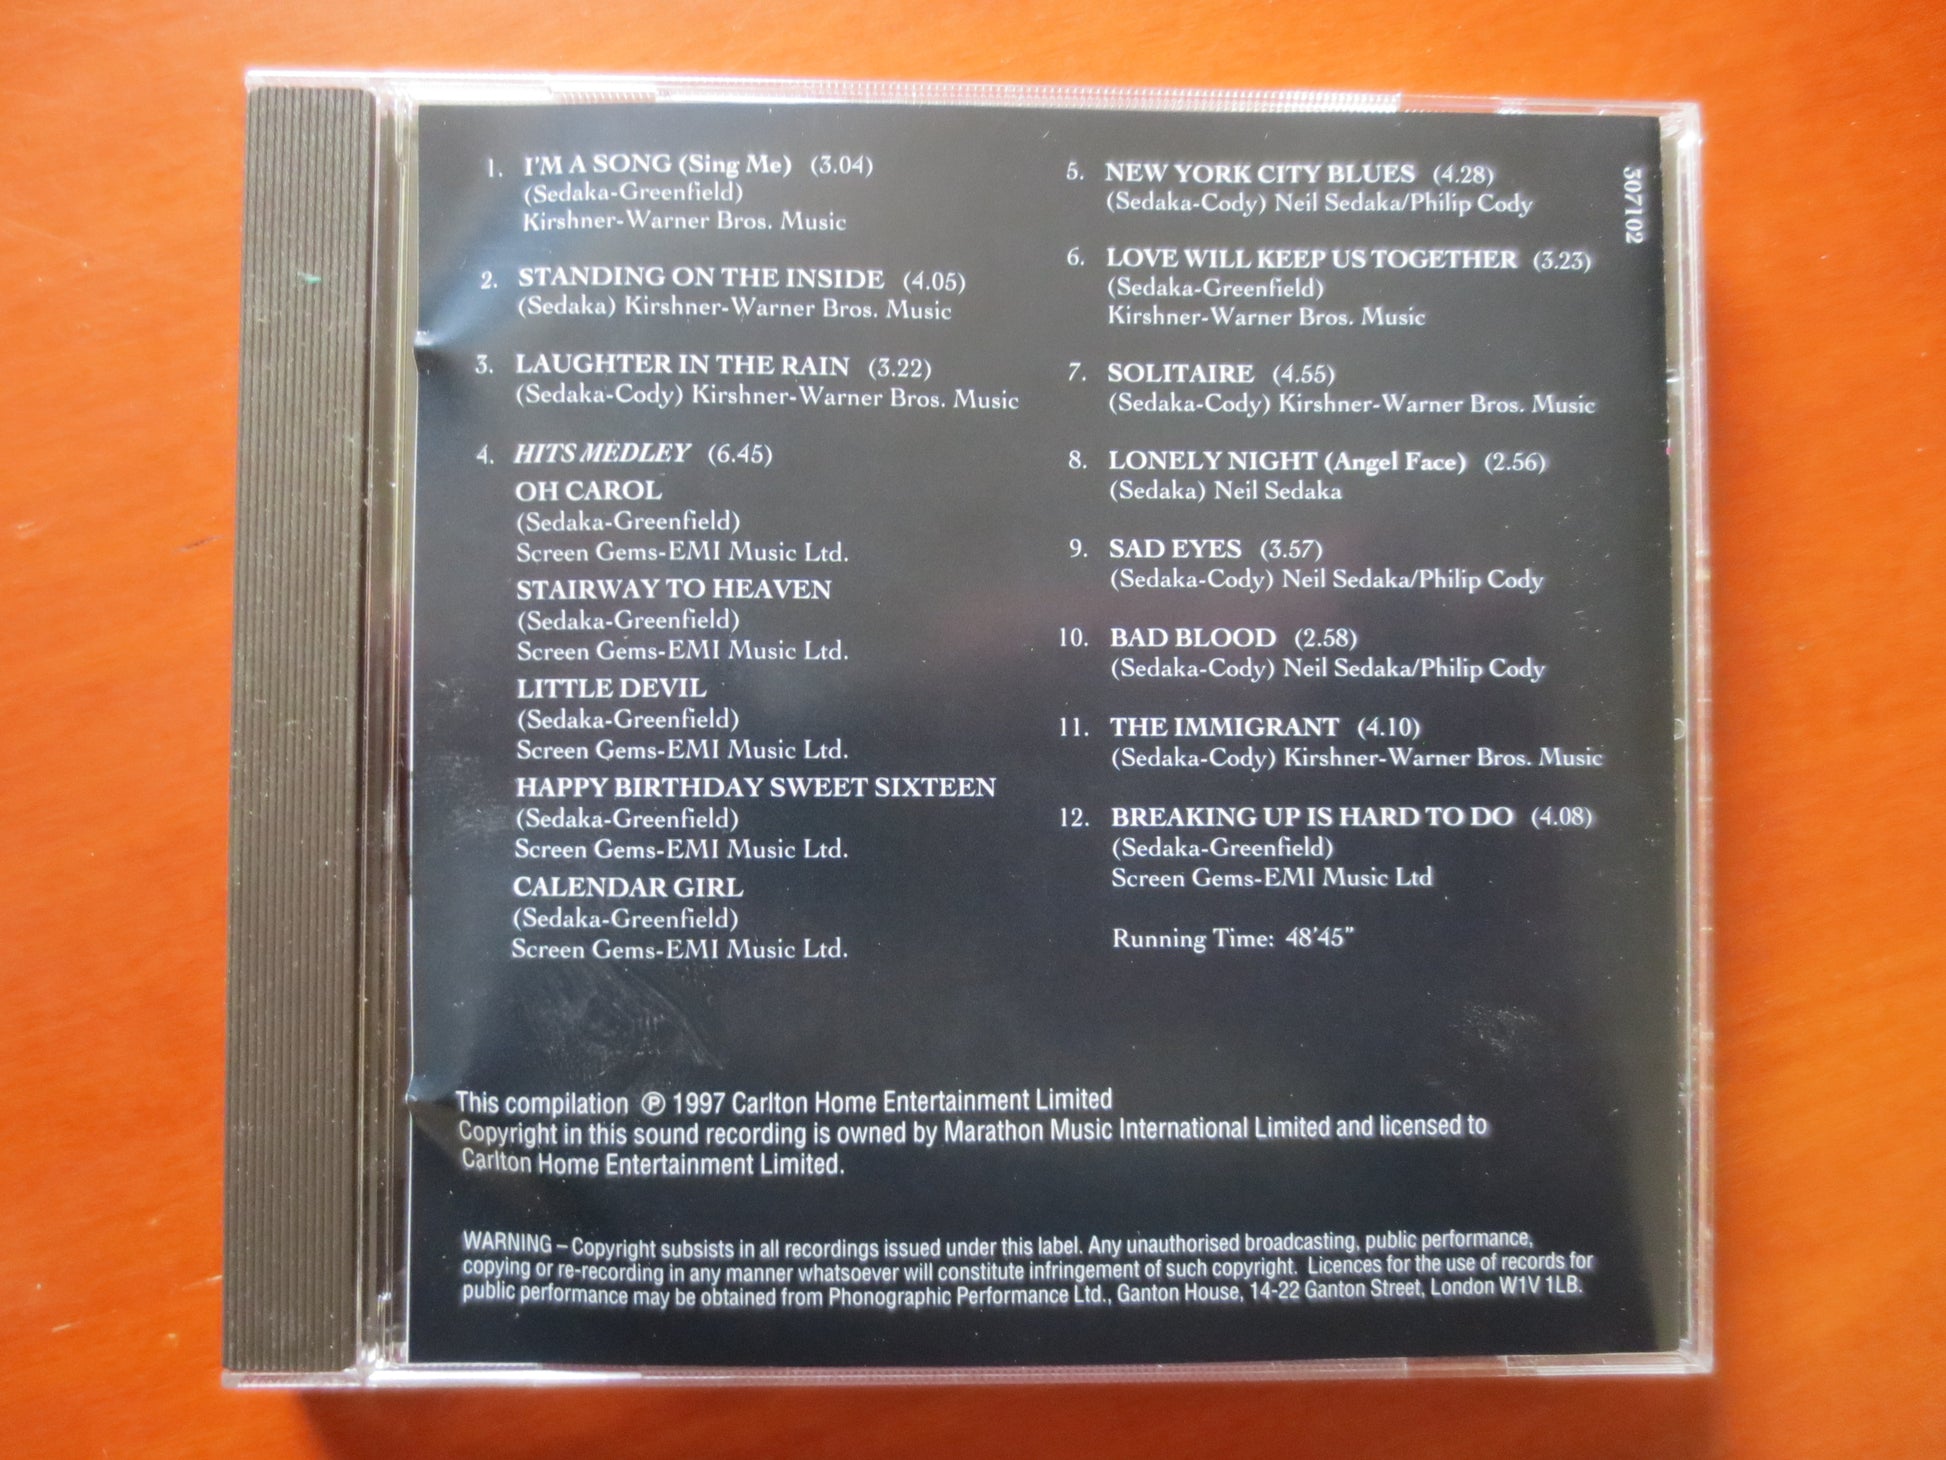 1. I'M A SONG (Sing Me) (3.04)
(Sedaka-Greenfield)
Kirshner-Warner Bros. Music
2. STANDING ON THE INSIDE (4.05)
(Sedaka) Kirshner-Warner Bros. Music
3. LAUGHTER IN THE RAIN (3.22)
(Sedaka-Cody) Kirshner-Warner Bros. Music
4. HITS MEDLEY (6.45)
OH CAROL
(Sedaka-Greenfield)
Screen Gems-EMI Music Ltd.
STAIRWAY TO HEAVEN
(Sedaka-Greenfield)
Screen Gems-EMI Music Ltd.
LITTLE DEVIL
(Sedaka-Greenfield)
Screen Gems-EMI Music Ltd.
HAPPY BIRTHDAY SWEET SIXTEEN
(Sedaka-Greenfield)
Screen Gems-EMI Music Ltd.
CALENDAR GIRL
(Sedaka-Greenfield)
Screen Gems-EMI Music Ltd.
5. NEW YORK CITY BLUES (4.28)
(Sedaka-Cody) Neil Sedaka/Philip Cody
6. LOVE WILL KEEP US TOGETHER (3.23)
(Sedaka-Greenfield)
Kirshner-Warner Bros. Music
7. SOLITAIRE (4.55)
(Sedaka-Cody) Kirshner-Warner Bros. Music
8. LONELY NIGHT (Angel Face) (2.56)
(Sedaka) Neil Sedaka
9. SAD EYES (3.57)
(Sedaka-Cody) Neil Sedaka/Philip Cody
10. BAD BLOOD (2.58)
(Sedaka-Cody) Neil Sedaka/Philip Cody
11. THE IMMIGRANT (4.10)
(Sedaka-Cody) Kirshner-Warner Bros. Music
12. BREAKING UP IS HARD TO DO (4.08)
(Sedaka-Greenfield)
Screen Gems-EMI Music Ltd
Running Time: 48'45"
307102
This compilation ℗ 1997 Carlton Home Entertainment Limited
Copyright in this sound recording is owned by Marathon Music International Limited and licensed to
Carlton Home Entertainment Limited.
WARNING – Copyright subsists in all recordings issued under this label. Any unauthorised broadcasting, public performance,
copying or re-recording in any manner whatsoever will constitute infringement of such copyright. Licences for the use of records for
public performance may be obtained from Phonographic Performance Ltd., Ganton House, 14-22 Ganton Street, London W1V 1LB.